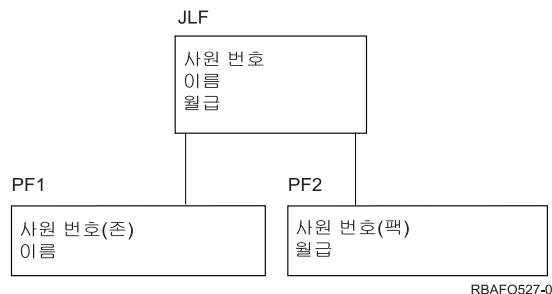 JLF
사원 번호
이름
월급
PF1
PF2
사원 번호(존)
이름
사원 번호(팩)
월급
RBAFO527-0